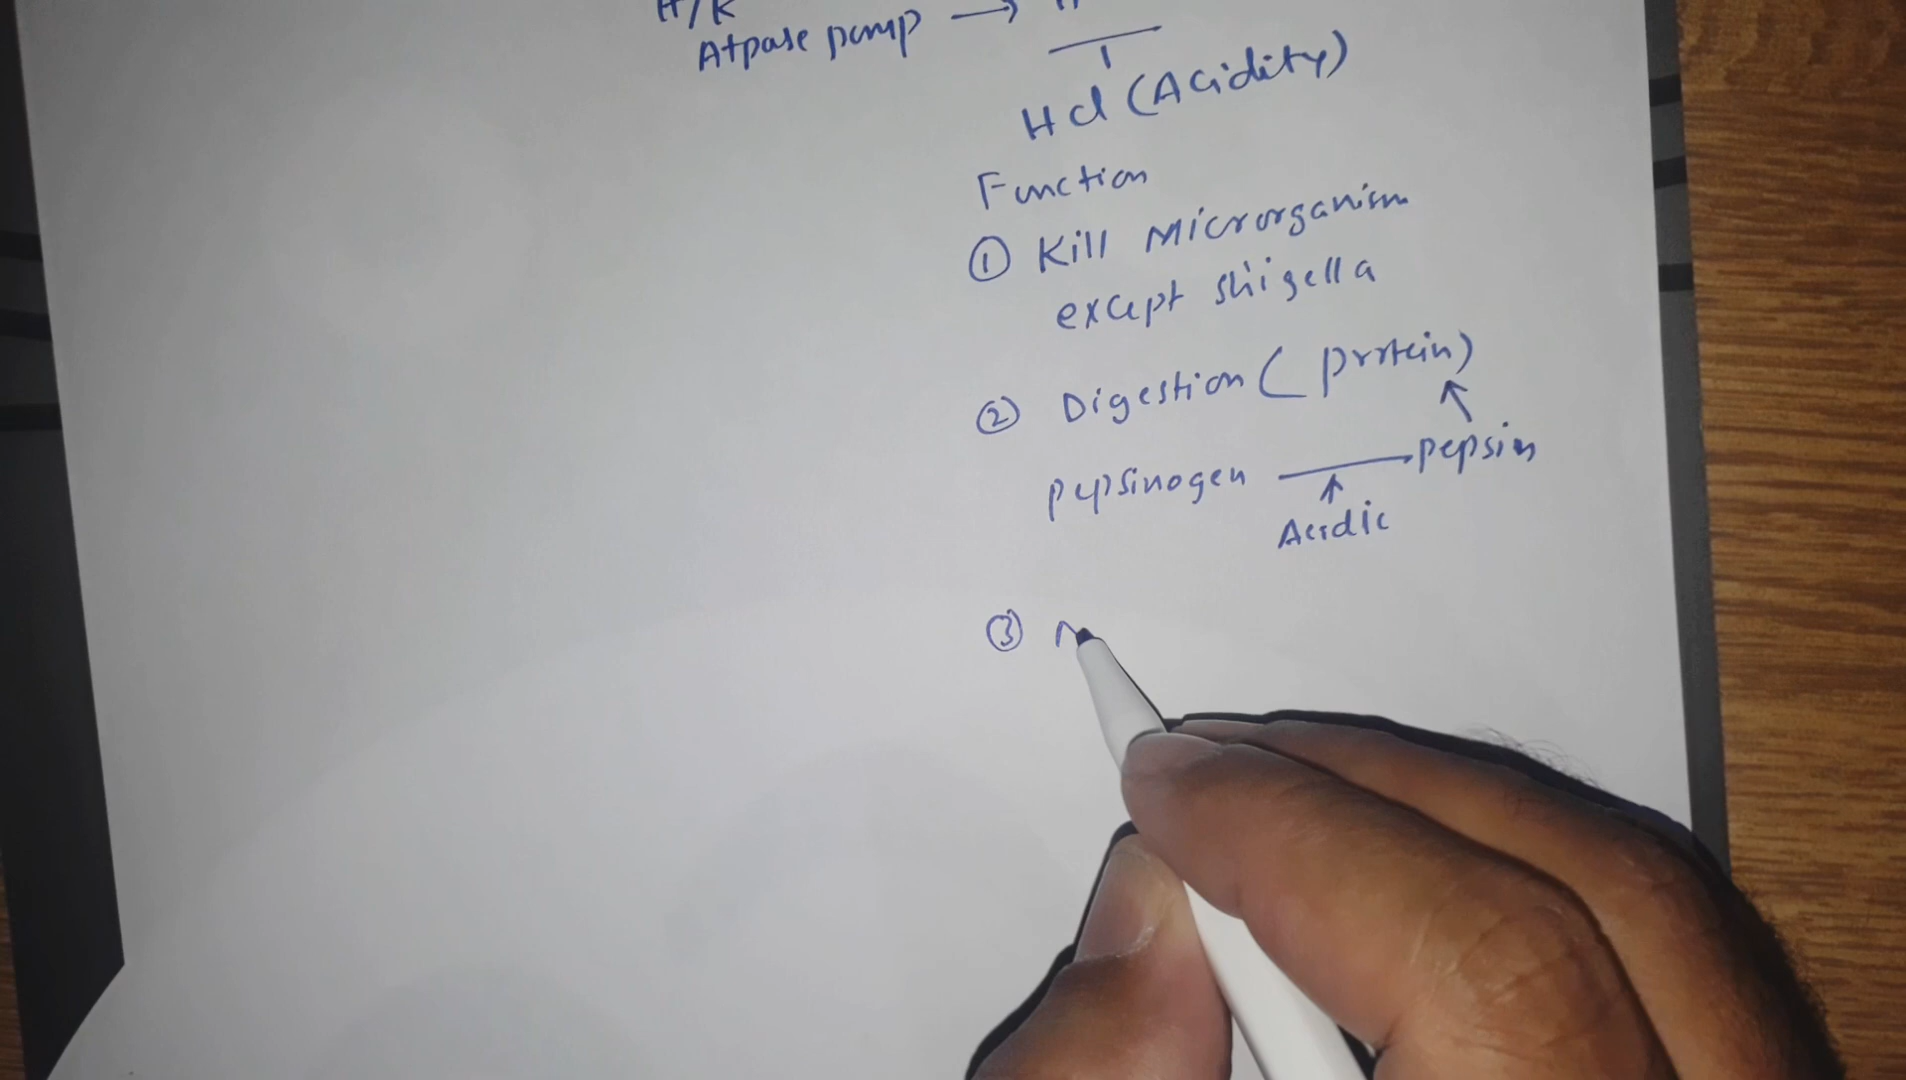 H/K
Atpase pump →
Hcl (Acidity)
Function
① Kill Microrganism
except shigella
② Digestion (protein)
↑
pepsinogen → pepsin
↑
Acidic
③